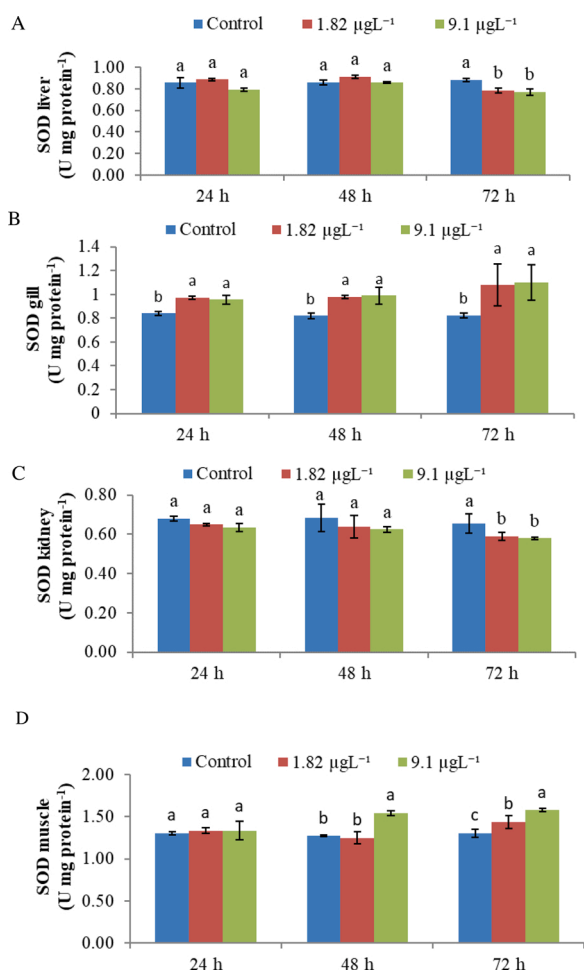 A
Control 1.82 µgL⁻¹ 9.1 µgL⁻¹
SOD liver
(U mg protein⁻¹)
1.00
0.80
0.60
0.40
0.20
0.00
a a a
a a a
a b b
24 h 48 h 72 h
B
Control 1.82 µgL⁻¹ 9.1 µgL⁻¹
SOD gill
(U mg protein⁻¹)
1.4
1.2
1
0.8
0.6
0.4
0.2
0
b a a
b a a
b a a
24 h 48 h 72 h
C
Control 1.82 µgL⁻¹ 9.1 µgL⁻¹
SOD kidney
(U mg protein⁻¹)
0.80
0.60
0.40
0.20
0.00
a a a
a a a
a b b
24 h 48 h 72 h
D
Control 1.82 µgL⁻¹ 9.1 µgL⁻¹
SOD muscle
(U mg protein⁻¹)
2.00
1.50
1.00
0.50
0.00
a a a
b b a
c b a
24 h 48 h 72 h